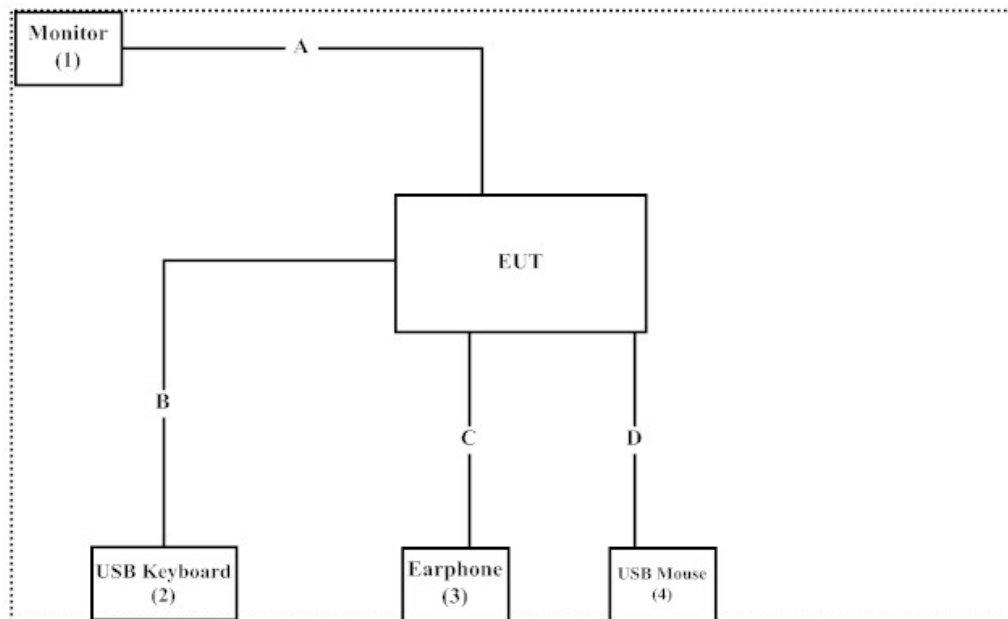 Monitor
(1)
A
EUT
B
C
D
USB Keyboard
(2)
Earphone
(3)
USB Mouse
(4)